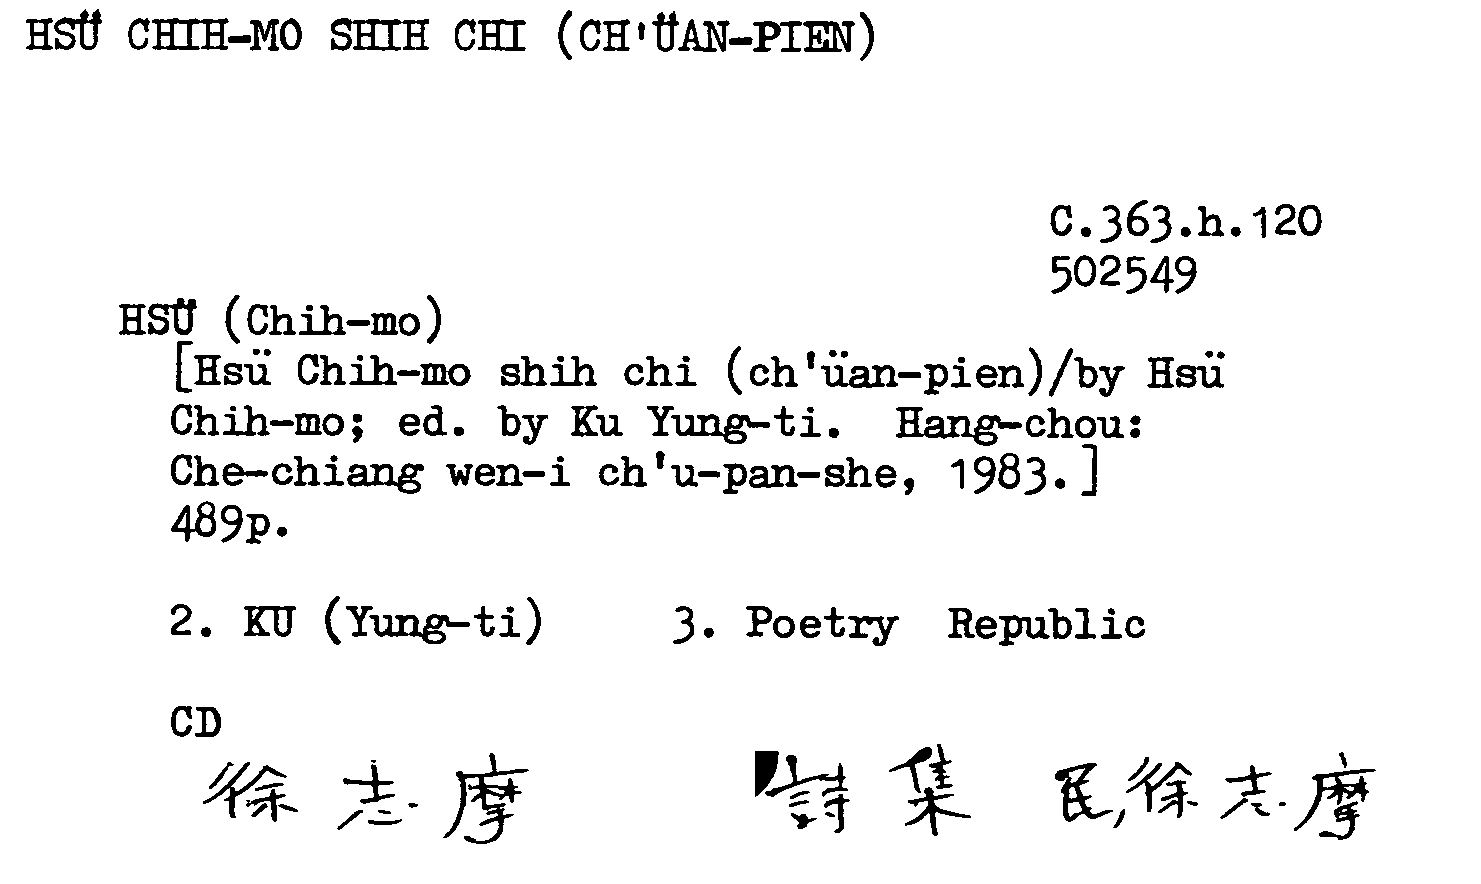 HSÜ CHIH-MO SHIH CHI (CH'ÜAN-PIEN)
C.363.h.120
502549
HSÜ (Chih-mo)
[Hsü Chih-mo shih chi (ch'üan-pien)/by Hsü
Chih-mo; ed. by Ku Yung-ti. Hang-chou:
Che-chiang wen-i ch'u-pan-she, 1983.]
489p.
2. KU (Yung-ti) 3. Poetry Republic
CD
徐志摩 詩集 民,徐志摩